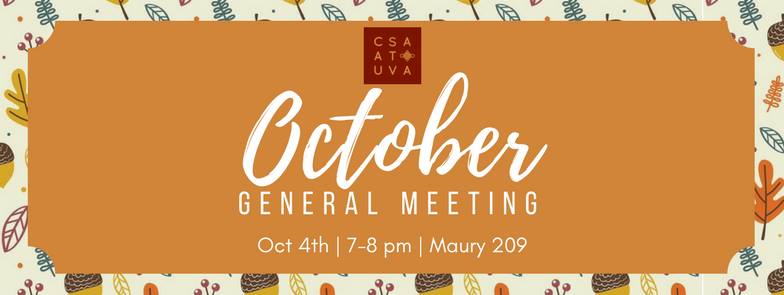 CSA
AT
UVA
October
GENERAL MEETING
Oct 4th | 7-8 pm | Maury 209